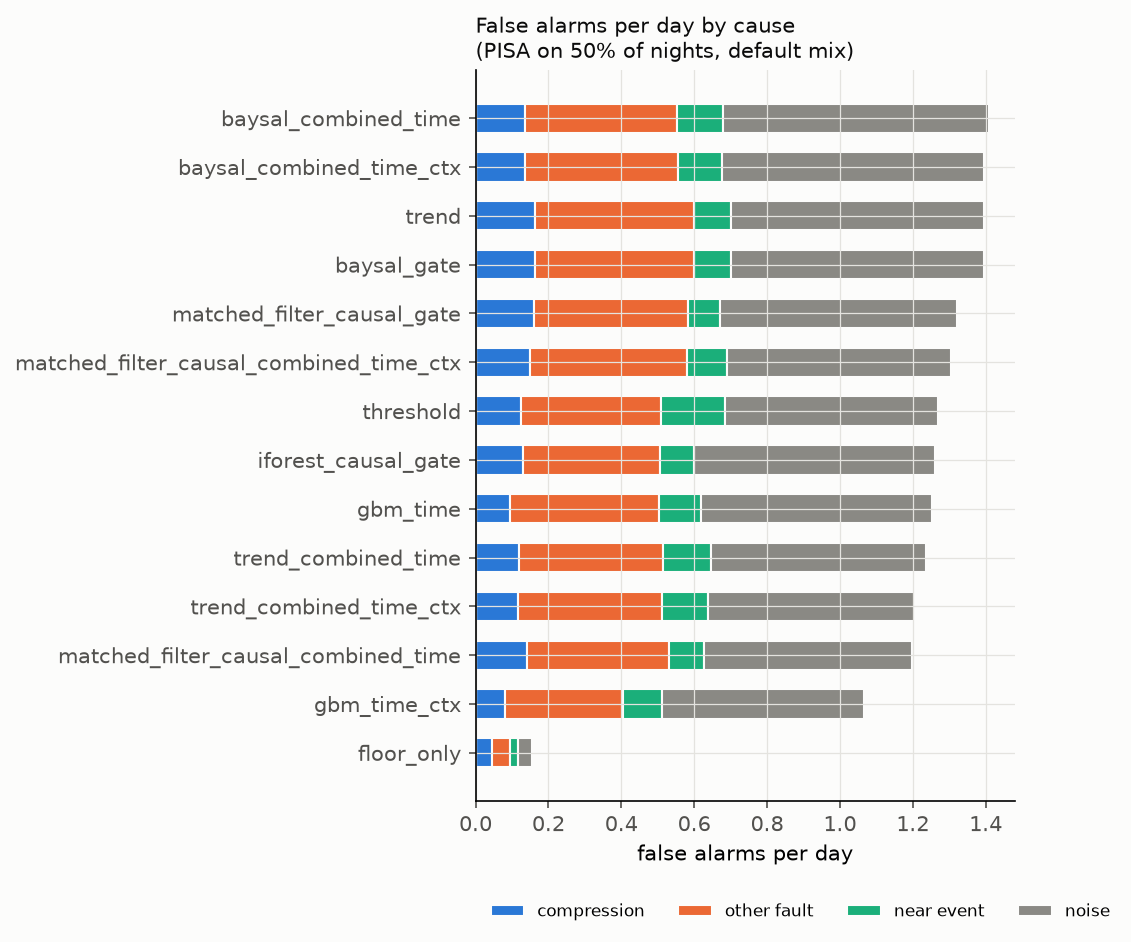 False alarms per day by cause
(PISA on 50% of nights, default mix)
baysal_combined_time
baysal_combined_time_ctx
trend
baysal_gate
matched_filter_causal_gate
matched_filter_causal_combined_time_ctx
threshold
iforest_causal_gate
gbm_time
trend_combined_time
trend_combined_time_ctx
matched_filter_causal_combined_time
gbm_time_ctx
floor_only
0.0 0.2 0.4 0.6 0.8 1.0 1.2 1.4
false alarms per day
compression other fault near event noise